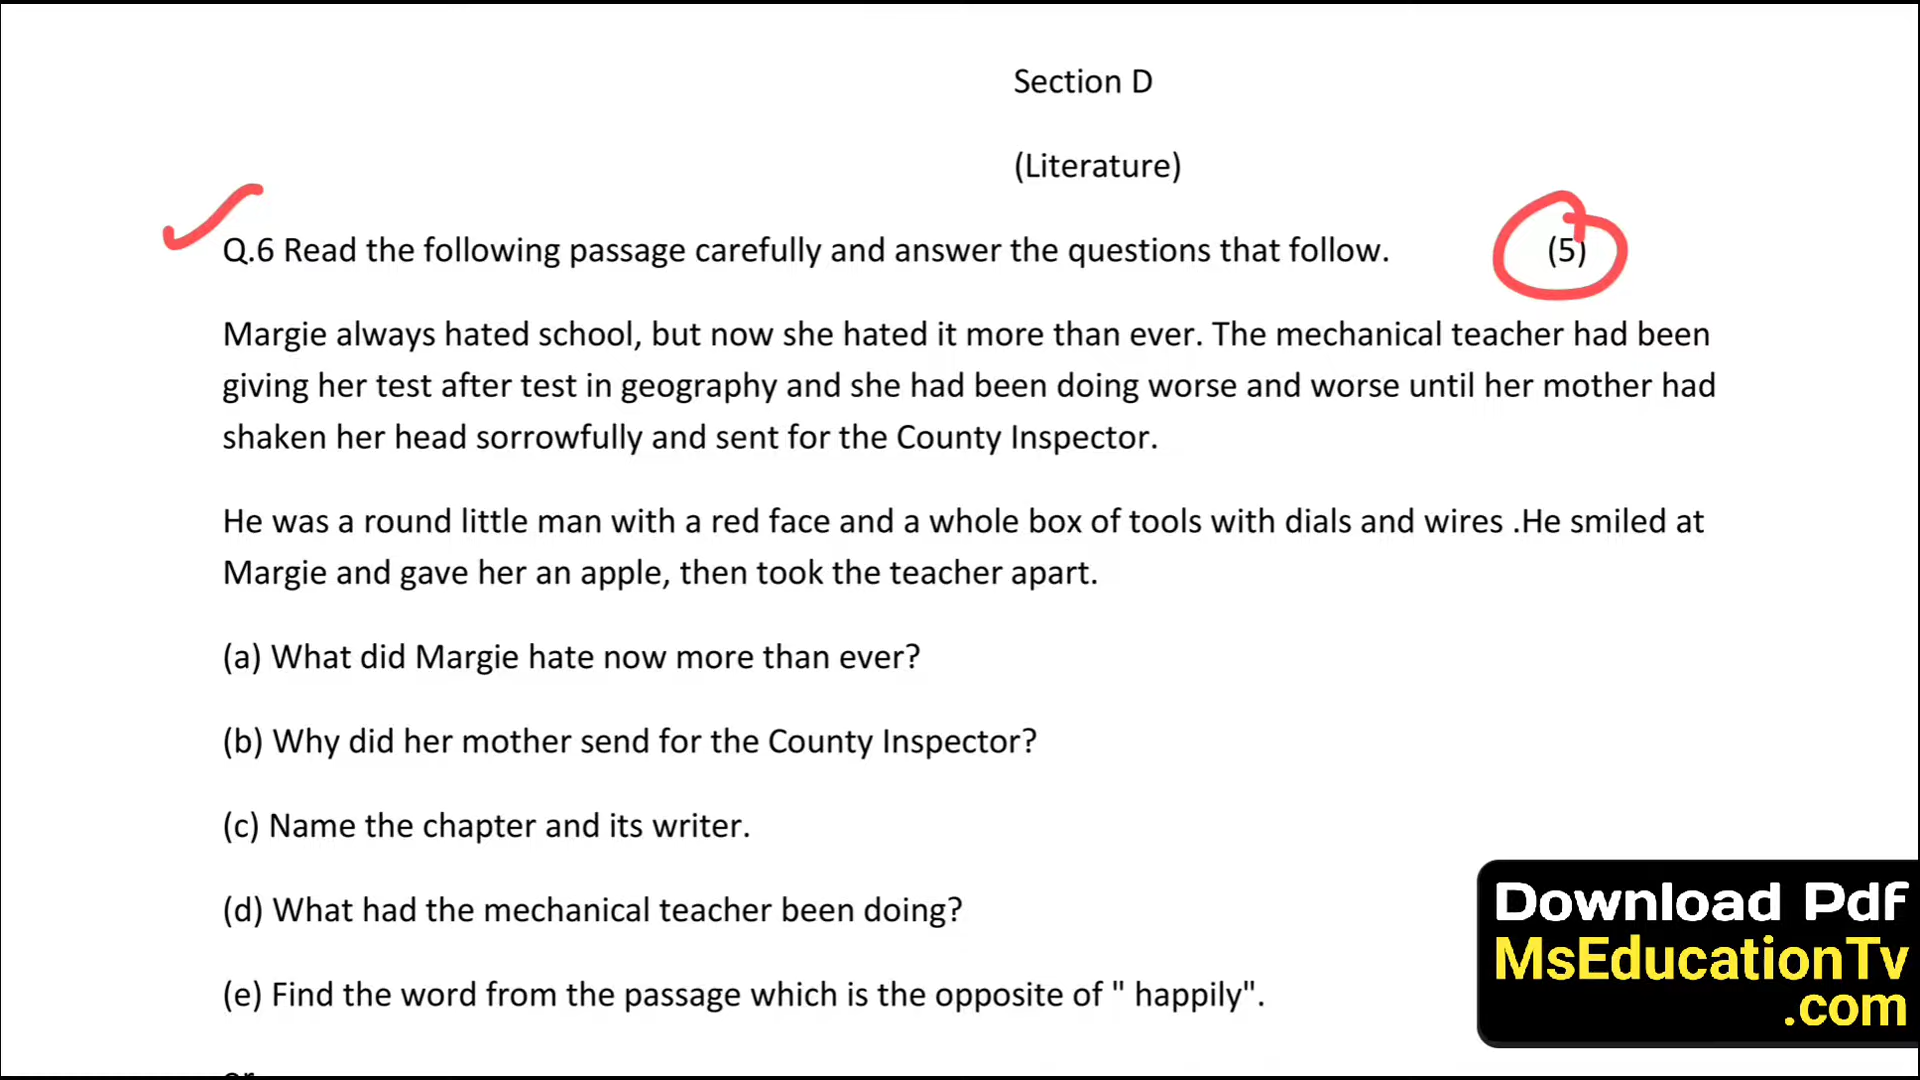 Section D
(Literature)
Q.6 Read the following passage carefully and answer the questions that follow. (5)
Margie always hated school, but now she hated it more than ever. The mechanical teacher had been
giving her test after test in geography and she had been doing worse and worse until her mother had
shaken her head sorrowfully and sent for the County Inspector.
He was a round little man with a red face and a whole box of tools with dials and wires .He smiled at
Margie and gave her an apple, then took the teacher apart.
(a) What did Margie hate now more than ever?
(b) Why did her mother send for the County Inspector?
(c) Name the chapter and its writer.
(d) What had the mechanical teacher been doing?
(e) Find the word from the passage which is the opposite of " happily".
Download Pdf
MsEducationTv
.com